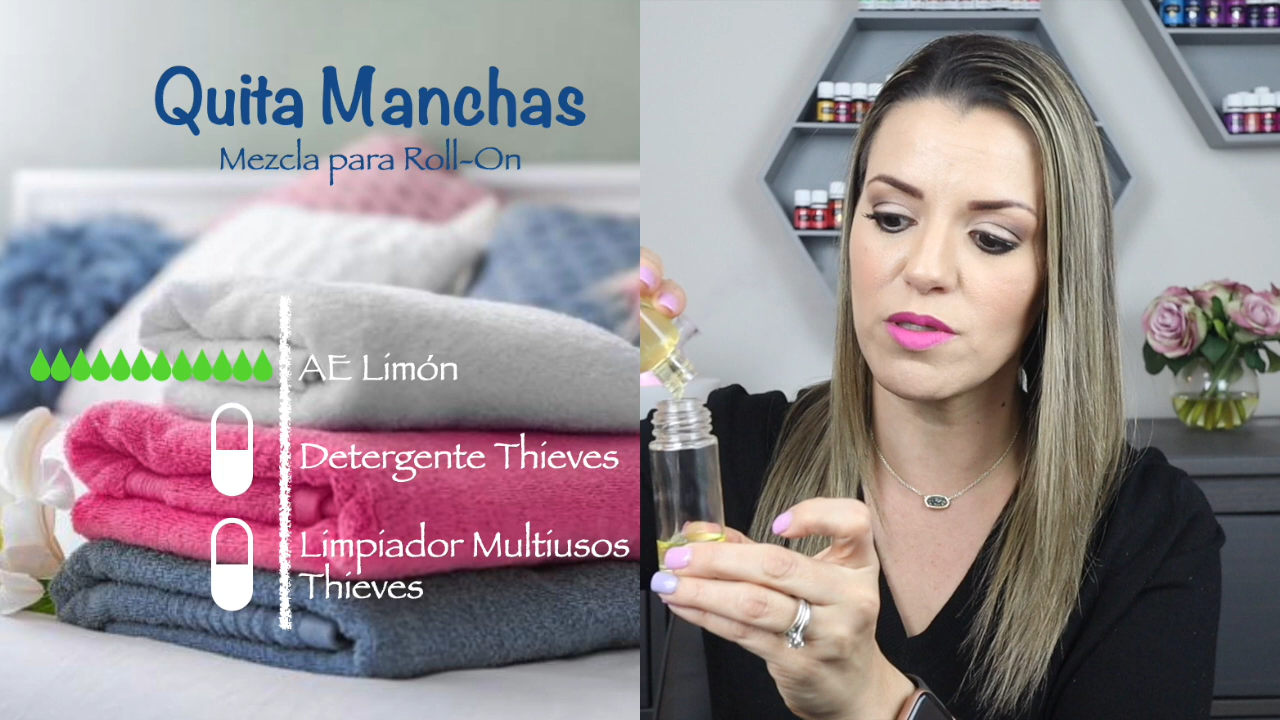 Quita Manchas
Mezcla para Roll-On
AE Limón
Detergente Thieves
Limpiador Multiusos
Thieves